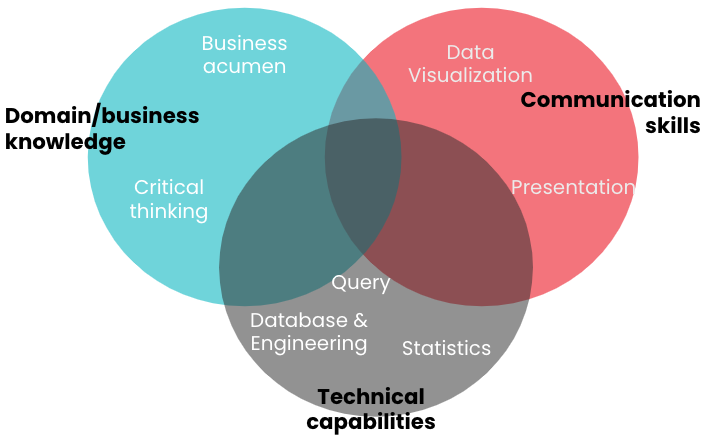 Business
acumen
Data
Visualization
Domain/business
knowledge
Communication
skills
Critical
thinking
Presentation
Query
Database &
Engineering
Statistics
Technical
capabilities